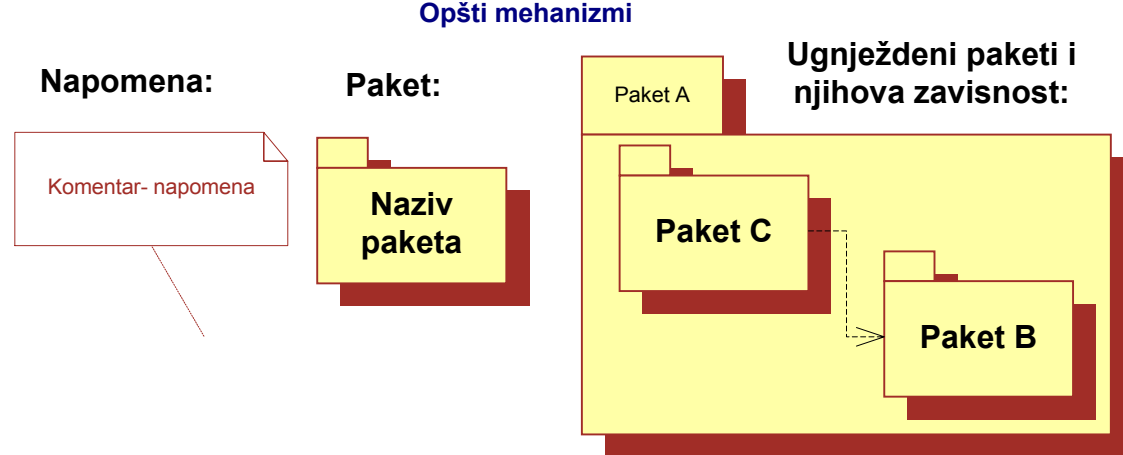 Opšti mehanizmi
Napomena:
Komentar- napomena
Paket:
Naziv
paketa
Ugnježdeni paketi i
njihova zavisnost:
Paket A
Paket C
Paket B